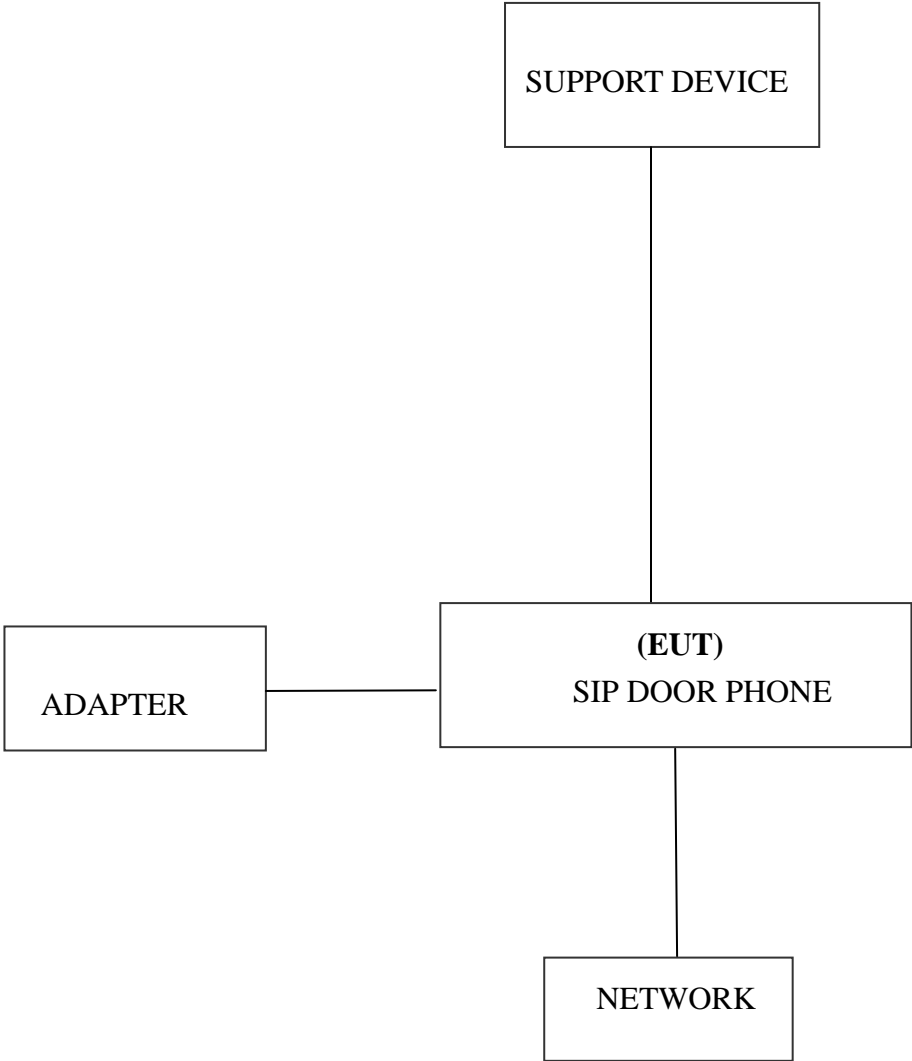 SUPPORT DEVICE
(EUT)
SIP DOOR PHONE
ADAPTER
NETWORK